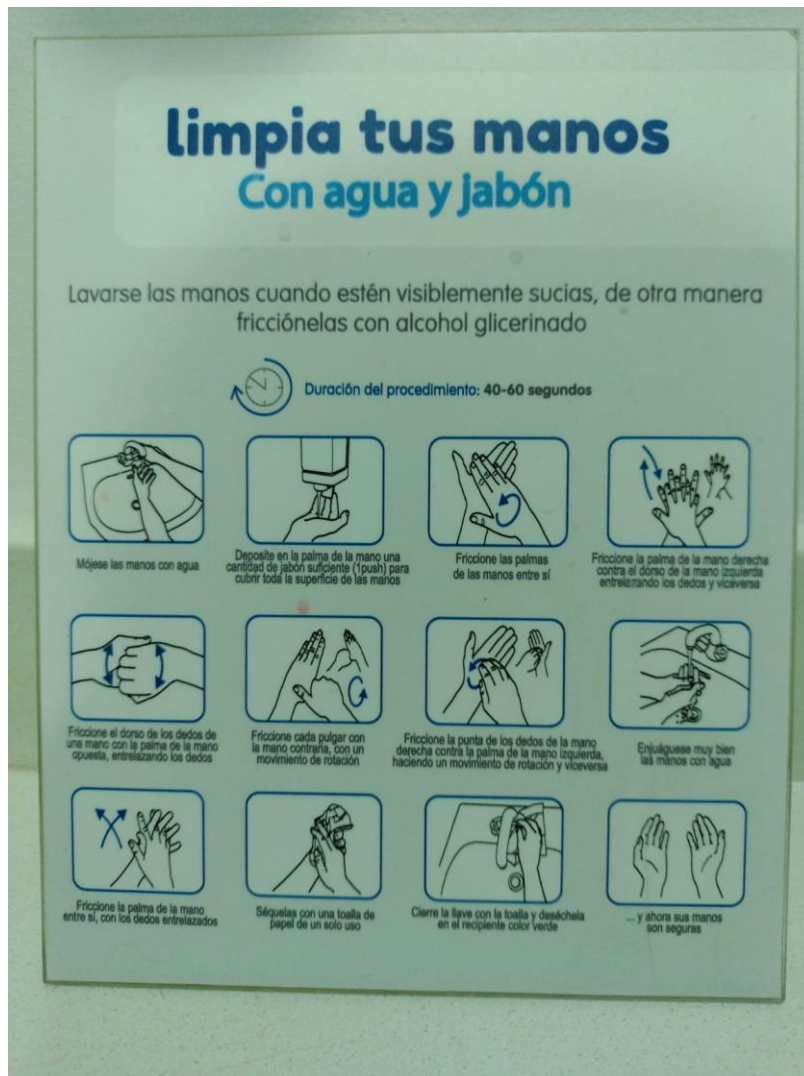 limpia tus manos
Con agua y jabón
Lavarse las manos cuando estén visiblemente sucias, de otra manera
fricciónelas con alcohol glicerinado
Duración del procedimiento: 40-60 segundos
Mójese las manos con agua
Deposite en la palma de la mano una
cantidad de jabón suficiente (1push) para
cubrir toda la superficie de las manos
Friccione las palmas
de las manos entre sí
Friccione la palma de la mano derecha
contra el dorso de la mano izquierda
entrelazando los dedos y viceversa
Friccione el dorso de los dedos de
una mano con la palma de la mano
opuesta, entrelazando los dedos
Friccione cada pulgar con
la mano contraria, con un
movimiento de rotación
Friccione la punta de los dedos de la mano
derecha contra la palma de la mano izquierda,
haciendo un movimiento de rotación y viceversa
Enjuáguese muy bien
las manos con agua
Friccione la palma de la mano
entre sí, con los dedos entrelazados
Séquelas con una toalla de
papel de un solo uso
Cierre la llave con la toalla y deséchela
en el recipiente color verde
... y ahora sus manos
son seguras